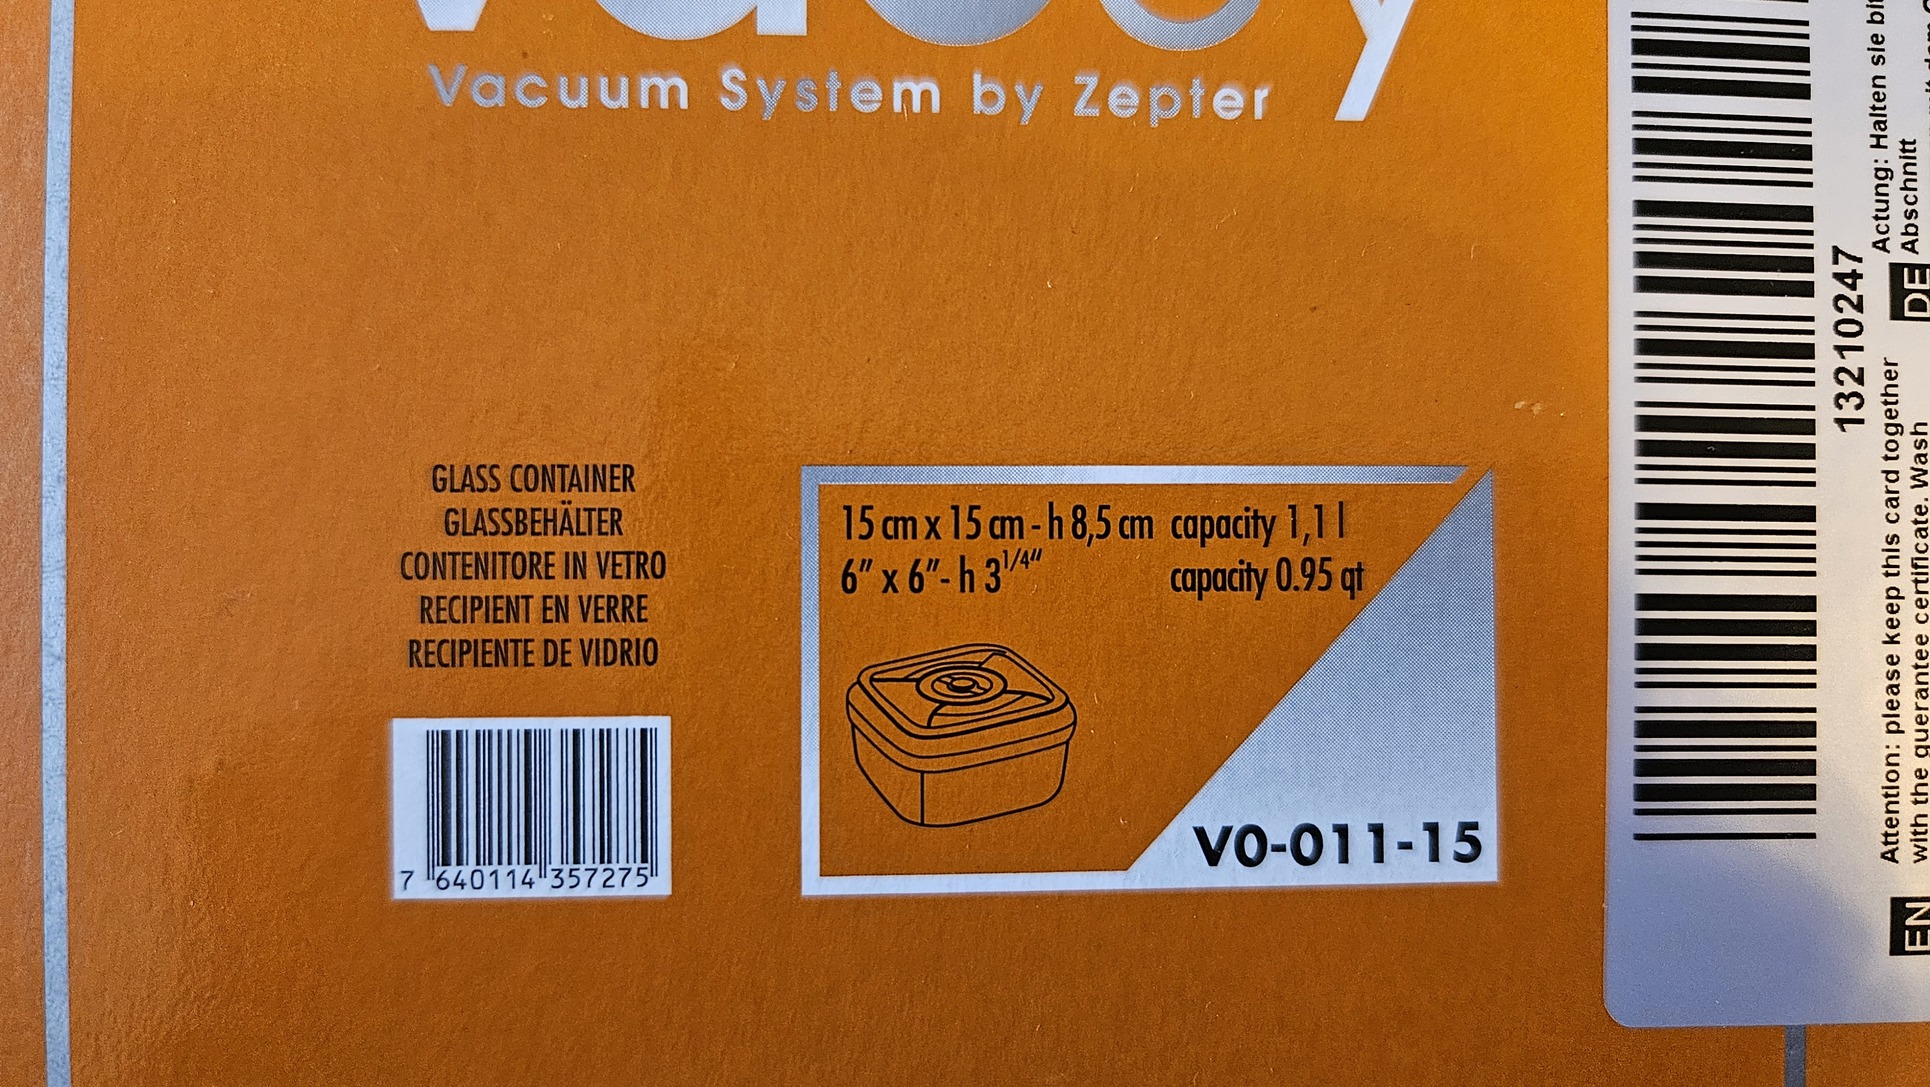 Vacuum System by Zepter
GLASS CONTAINER
GLASSBEHÄLTER
CONTENITORE IN VETRO
RECIPIENT EN VERRE
RECIPIENTE DE VIDRIO
7 640114 357275
15 cm x 15 cm - h 8,5 cm capacity 1,1 l
6" x 6" - h 3 1/4" capacity 0.95 qt
VO-011-15
13210247
EN
Attention: please keep this card together
with the guerantee certificate. Wash
DE
Actung: Halten sie
Abschnitt